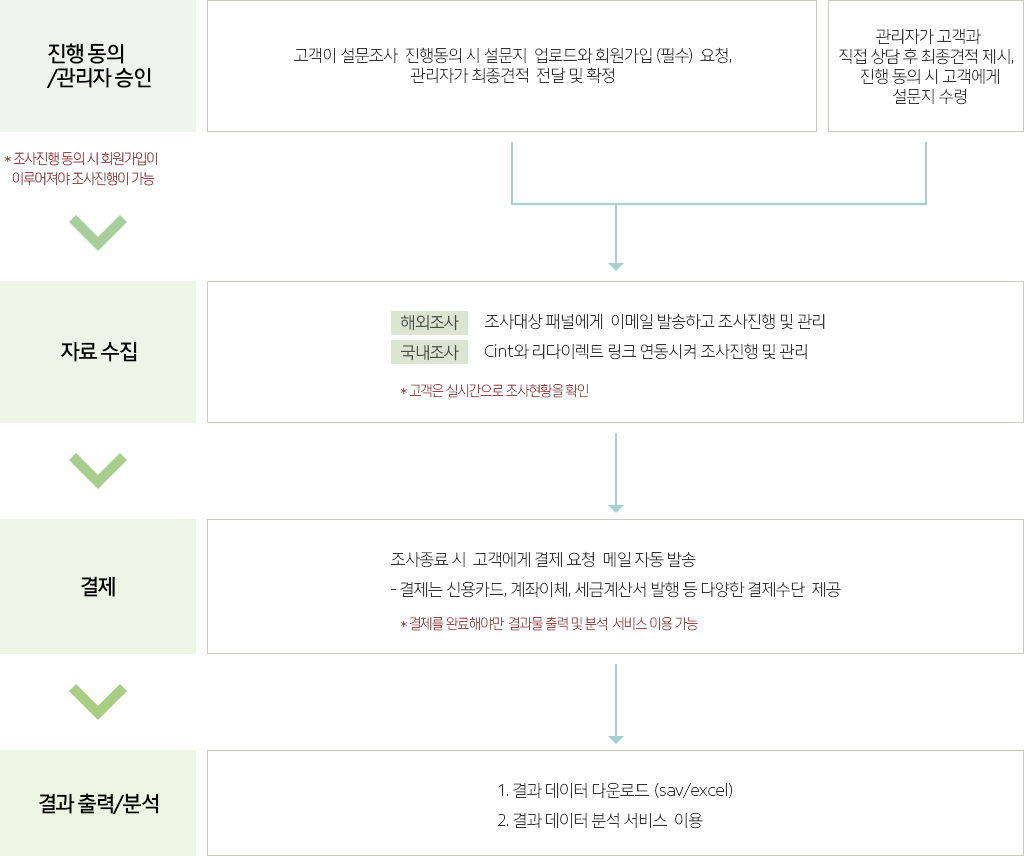 진행 동의
/관리자 승인
고객이 설문조사 진행동의 시 설문지 업로드와 회원가입 (필수) 요청,
관리자가 최종견적 전달 및 확정
관리자가 고객과
직접 상담 후 최종견적 제시,
진행 동의 시 고객에게
설문지 수령
* 조사진행 동의 시 회원가입이
이루어져야 조사진행이 가능
자료 수집
해외조사 조사대상 패널에게 이메일 발송하고 조사진행 및 관리
국내조사 Cint와 리다이렉트 링크 연동시켜 조사진행 및 관리
* 고객은 실시간으로 조사현황을 확인
결제
조사종료 시 고객에게 결제 요청 메일 자동 발송
- 결제는 신용카드, 계좌이체, 세금계산서 발행 등 다양한 결제수단 제공
* 결제를 완료해야만 결과물 출력 및 분석 서비스 이용 가능
결과 출력/분석
1. 결과 데이터 다운로드 (sav/excel)
2. 결과 데이터 분석 서비스 이용